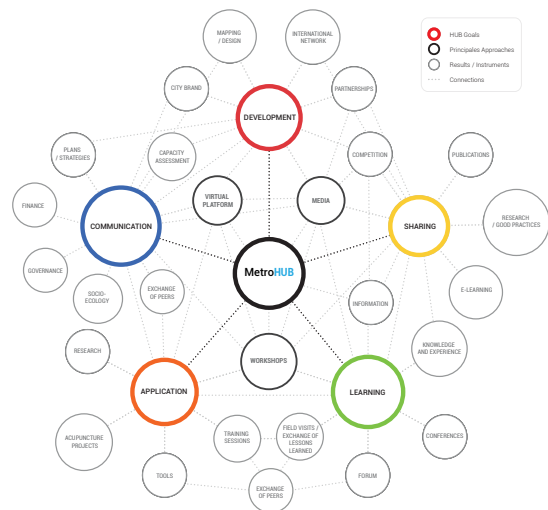 MAPPING
/ DESIGN
INTERNATIONAL
NETWORK
HUB Goals
Principales Approaches
Results / Instruments
Connections
CITY BRAND
PARTNERSHIPS
DEVELOPMENT
PLANS
/ STRATEGIES
CAPACITY
ASSESSMENT
COMPETITION
PUBLICATIONS
FINANCE
VIRTUAL
PLATFORM
MEDIA
COMMUNICATION
SHARING
RESEARCH
/ GOOD PRACTICES
GOVERNANCE
MetroHUB
SOCIO-
ECOLOGY
EXCHANGE
OF PEERS
INFORMATION
E-LEARNING
RESEARCH
WORKSHOPS
KNOWLEDGE
AND EXPERIENCE
APPLICATION
LEARNING
ACUPUNCTURE
PROJECTS
TRAINING
SESSIONS
FIELD VISITS /
EXCHANGE OF
LESSONS
LEARNED
CONFERENCES
TOOLS
EXCHANGE
OF PEERS
FORUM